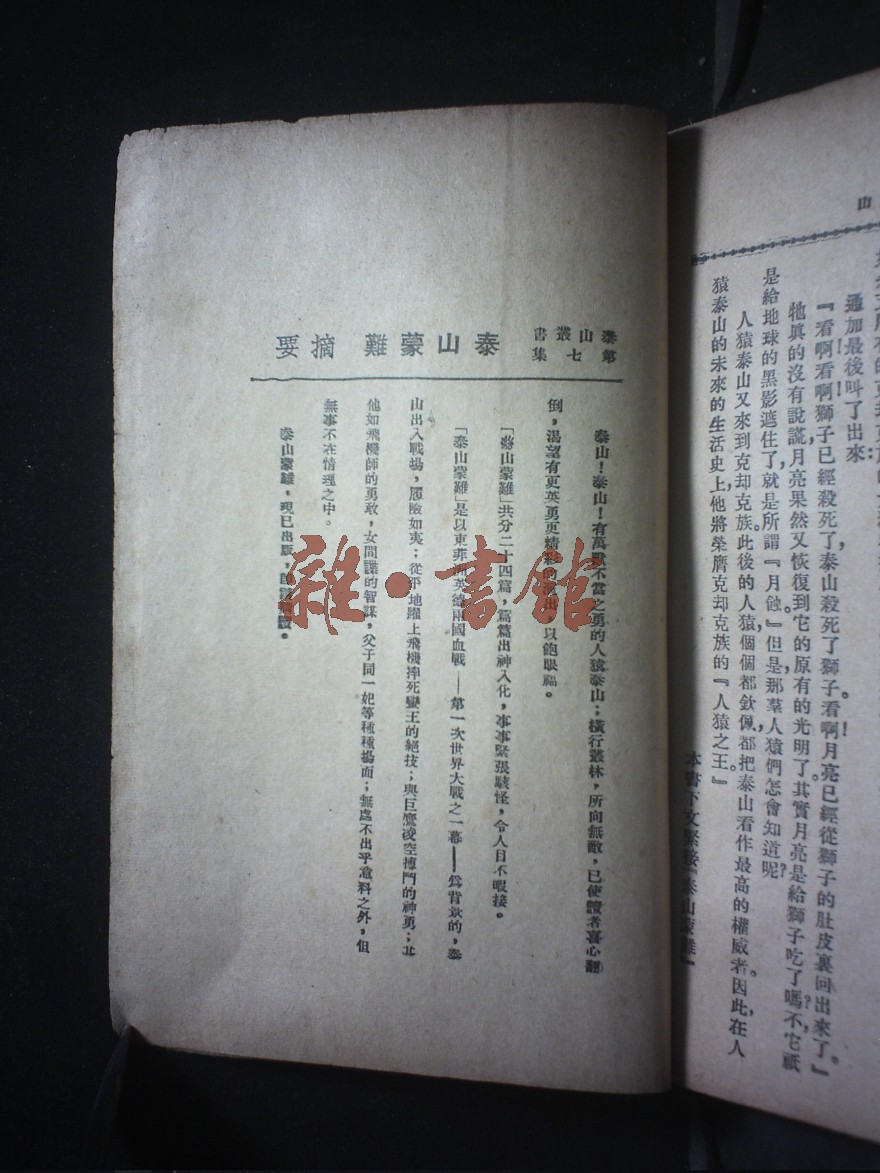 山
通加最後叫了出來：
『看啊！看啊！獅子已經殺死了泰山，殺死了獅子！看啊！月亮已經從獅子的肚皮裏回出來了。』
牠真的沒有說謊，月亮果然又恢復到它的原有的光明了。其實月亮是給獅子吃了嗎？不，它祇
是給地球的黑影遮住了，就是所謂『月蝕』。但是那羣人猿們怎會知道呢？
人猿泰山又來到克却克族。此後的人猿，個個都欽佩，都把泰山看作最高的權威者。因此，在人
猿泰山的未來的生活史上，他將榮膺克却克族的『人猿之王』。
本書下文緊接『泰山蒙難』
泰山叢書
第七集
泰山蒙難 摘要
泰山！泰山！有萬獸不當之勇的人猿泰山；橫行叢林，所向無敵，已使讀者喜心翻
倒，渴望有更英勇更精彩的演出，以飽眼福。
「泰山蒙難」共分二十四篇，篇篇出神入化，事事緊張駭怪，令人目不暇接。
「泰山蒙難」是以東非洲英德兩國血戰——第一次世界大戰之一幕——爲背景的，泰
山出入戰場，履險如夷；從平地躍上飛機摔死蠻王的絕技；與巨鷹凌空搏鬥的神勇；其
他如飛機師的勇敢，女間諜的智謀，父子同一妃等種種場面；無處不出乎意料之外，但
無事不在情理之中。
泰山蒙難，現已出版，
雜·書館